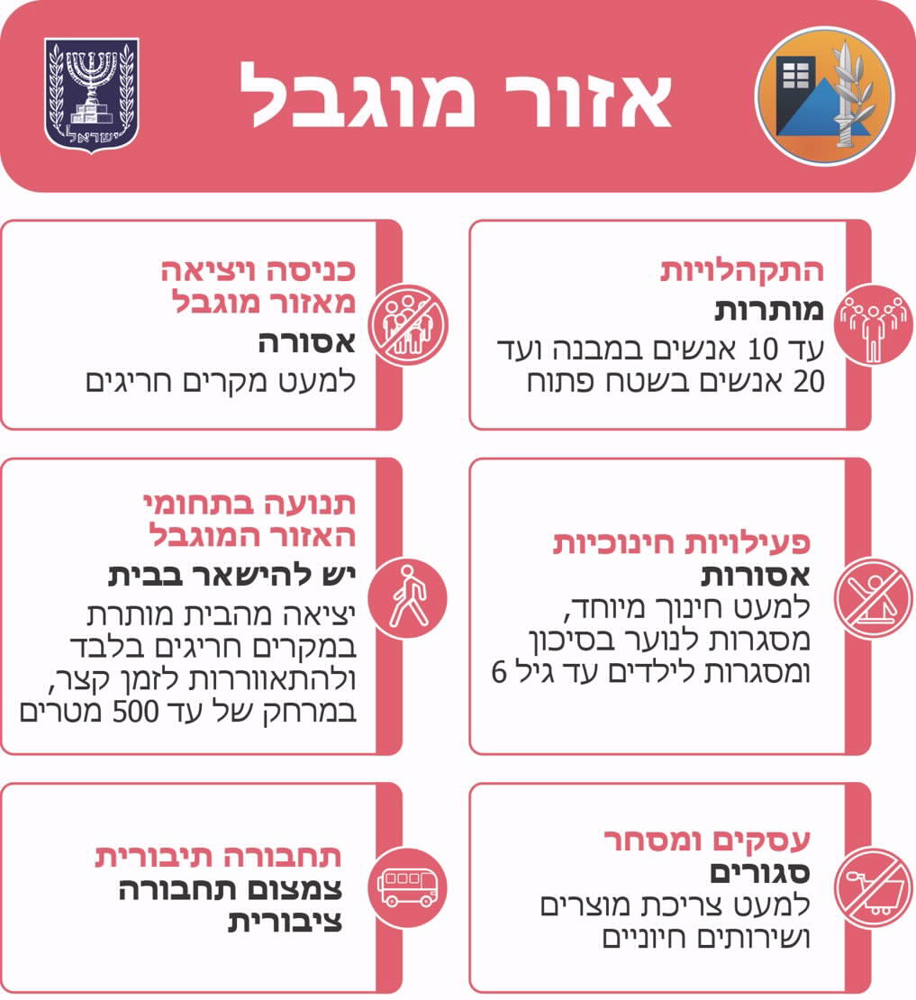 אזור מוגבל
ישראל
התקהלויות
מותרות
עד 10 אנשים במבנה ועד
20 אנשים בשטח פתוח
כניסה ויציאה
מאזור מוגבל
אסורה
למעט מקרים חריגים
פעילויות חינוכיות
אסורות
למעט חינוך מיוחד,
מסגרות לנוער בסיכון
ומסגרות לילדים עד גיל 6
תנועה בתחומי
האזור המוגבל
יש להישאר בבית
יציאה מהבית מותרת
במקרים חריגים בלבד
ולהתאווררות לזמן קצר,
במרחק של עד 500 מטרים
עסקים ומסחר
סגורים
למעט צריכת מוצרים
ושירותים חיוניים
תחבורה תיבורית
צמצום תחבורה
ציבורית